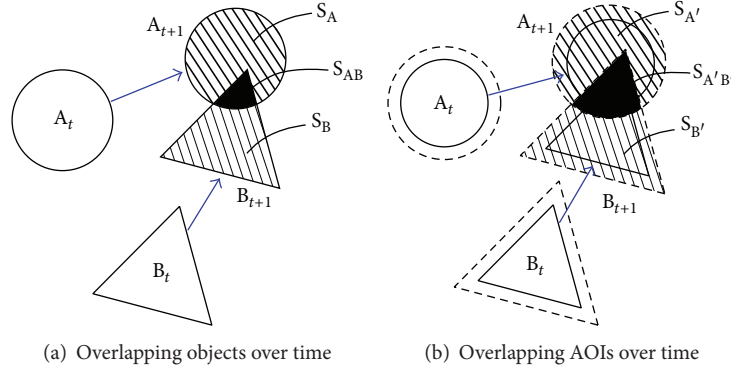 A_{t+1}
S_A
S_{AB}
S_B
A_t
B_{t+1}
B_t
(a) Overlapping objects over time
A_{t+1}
S_{A′}
S_{A′B′}
S_{B′}
A_t
B_{t+1}
B_t
(b) Overlapping AOIs over time